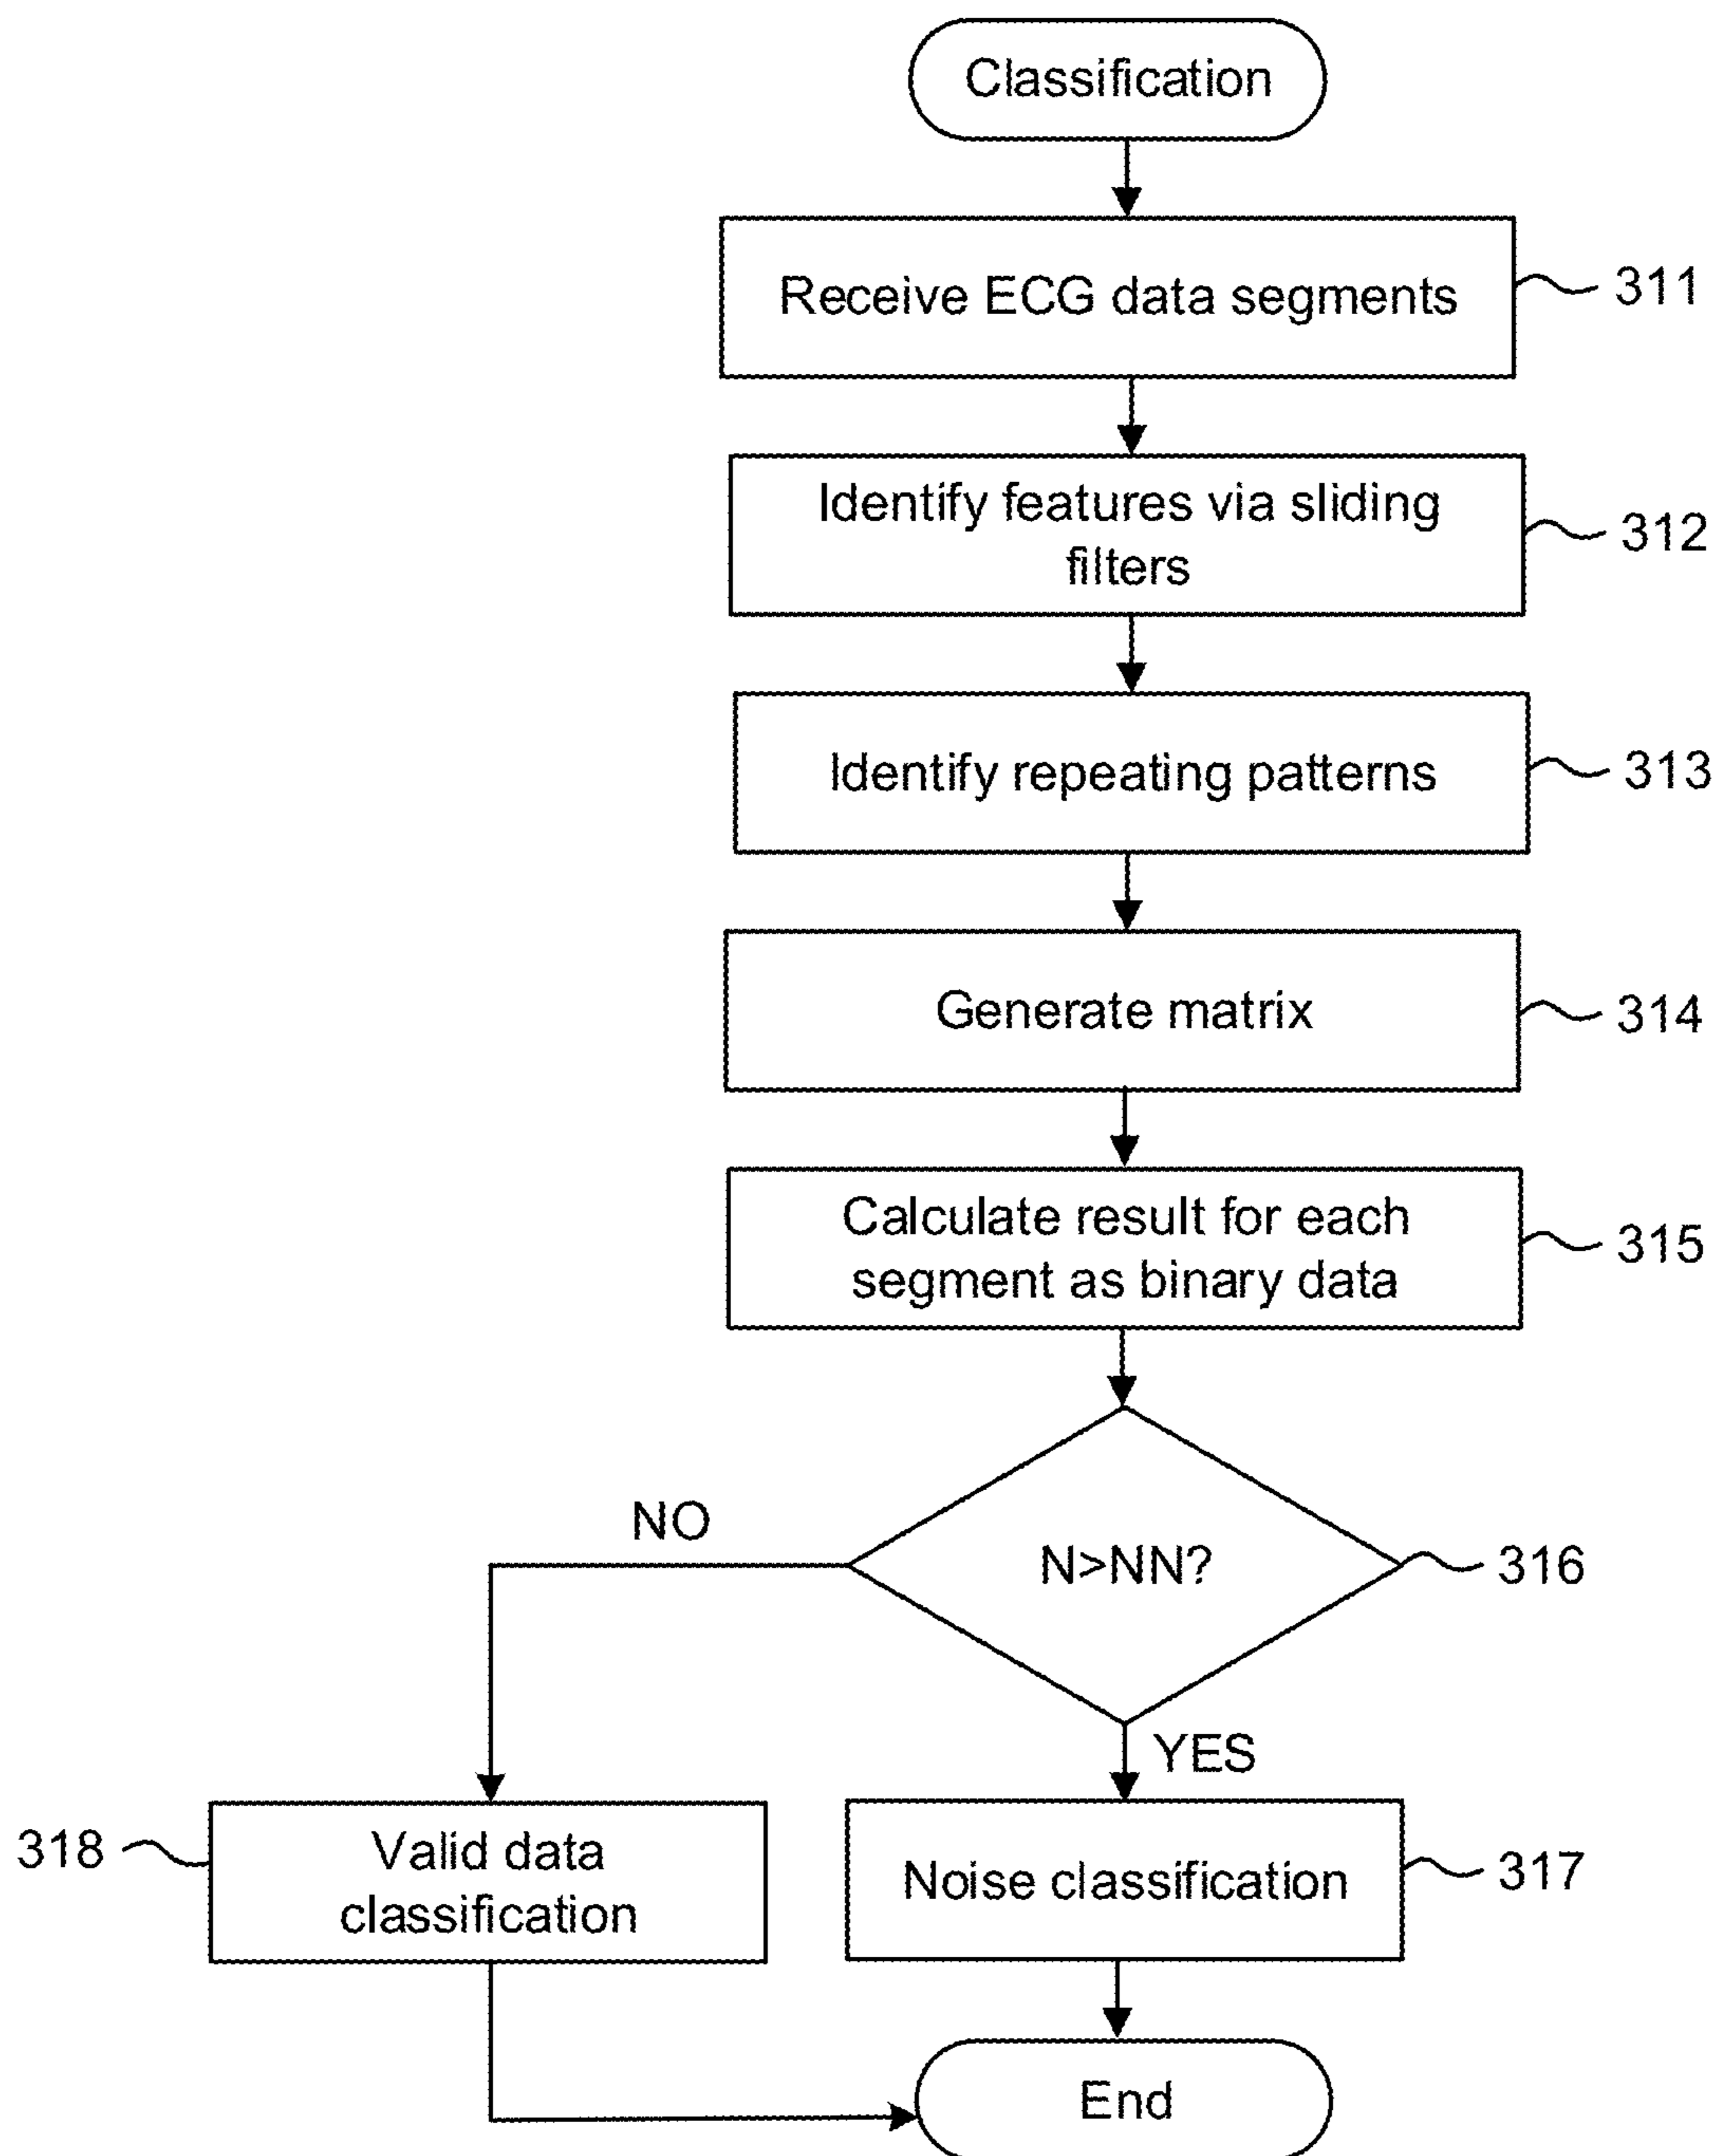 Classification
Receive ECG data segments
311
Identify features via sliding
filters
312
Identify repeating patterns
313
Generate matrix
314
Calculate result for each
segment as binary data
315
NO
N>NN?
316
YES
318
Valid data
classification
Noise classification
317
End